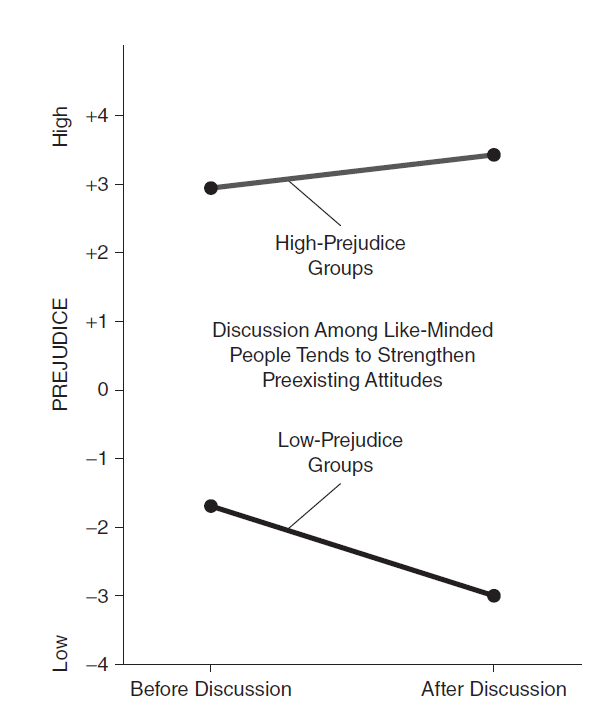 High
+4
+3
+2
+1
0
−1
−2
−3
−4
PREJUDICE
Low
High-Prejudice
Groups
Discussion Among Like-Minded
People Tends to Strengthen
Preexisting Attitudes
Low-Prejudice
Groups
Before Discussion
After Discussion